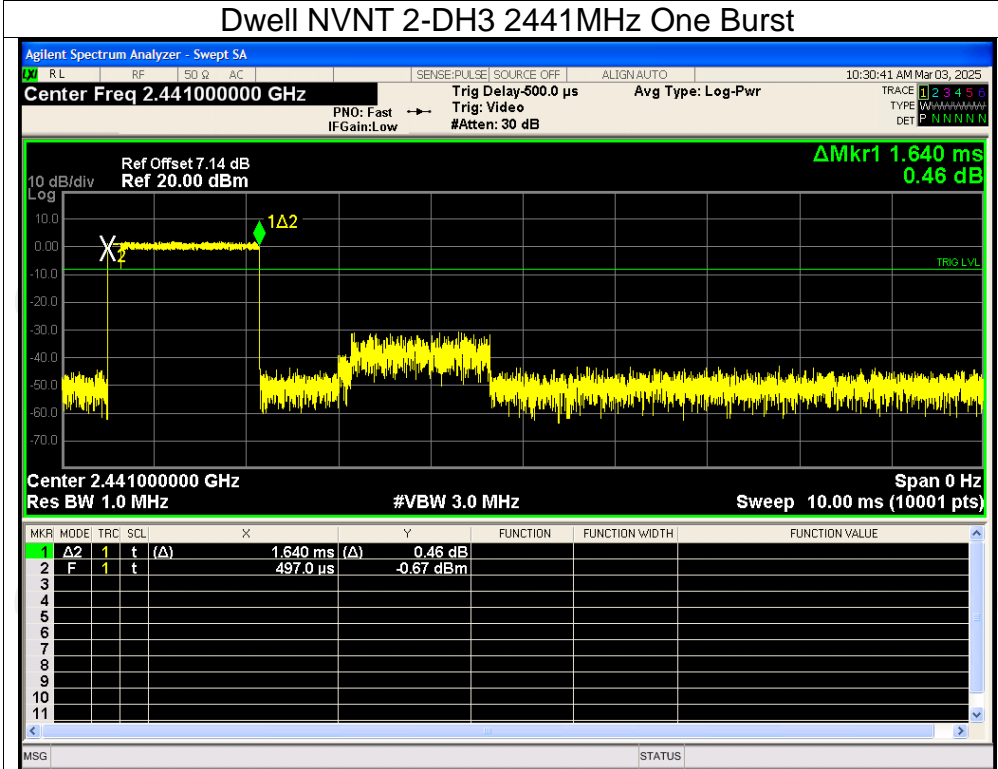 Dwell NVNT 2-DH3 2441MHz One Burst
Agilent Spectrum Analyzer - Swept SA
LXI RL RF 50 Ω AC SENSE:PULSE SOURCE OFF ALIGNAUTO 10:30:41 AM Mar 03, 2025
Center Freq 2.441000000 GHz Trig Delay-500.0 µs Avg Type: Log-Pwr TRACE 1 2 3 4 5 6
PNO: Fast Trig: Video TYPE WWWWWW
IFGain:Low #Atten: 30 dB DET P N N N N N
ΔMkr1 1.640 ms
0.46 dB
Ref Offset 7.14 dB
10 dB/div Ref 20.00 dBm
Log
1Δ2
10.0
0.00
2
TRIG LVL
-10.0
-20.0
-30.0
-40.0
-50.0
-60.0
-70.0
Center 2.441000000 GHz Span 0 Hz
Res BW 1.0 MHz #VBW 3.0 MHz Sweep 10.00 ms (10001 pts)
MKR MODE TRC SCL X Y FUNCTION FUNCTION WIDTH FUNCTION VALUE
1 Δ2 1 t (Δ) 1.640 ms (Δ) 0.46 dB
2 F 1 t 497.0 µs -0.67 dBm
3
4
5
6
7
8
9
10
11
MSG STATUS